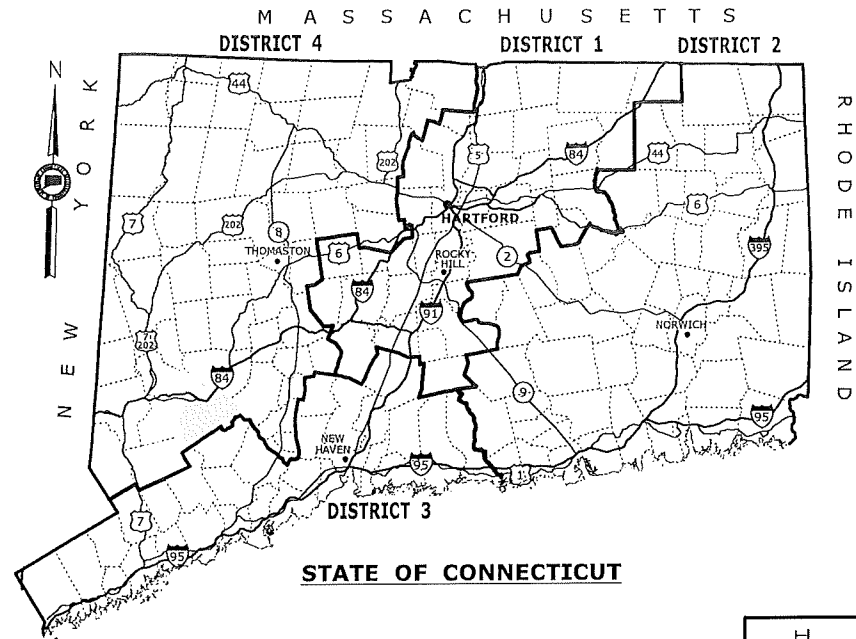 M A S S A C H U S E T T S
DISTRICT 4
DISTRICT 1
DISTRICT 2
N
N E W Y O R K
R H O D E I S L A N D
44
5
84
202
44
7
202
8
HARTFORD
6
THOMASTON
6
ROCKY
HILL
2
395
84
91
NORWICH
7
202
84
9
95
NEW
HAVEN
95
1
DISTRICT 3
7
95
STATE OF CONNECTICUT
H